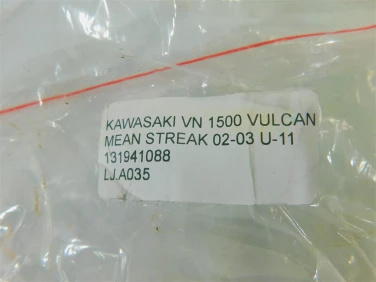 KAWASAKI VN 1500 VULCAN
MEAN STREAK 02-03 U-11
131941088
LJ.A035